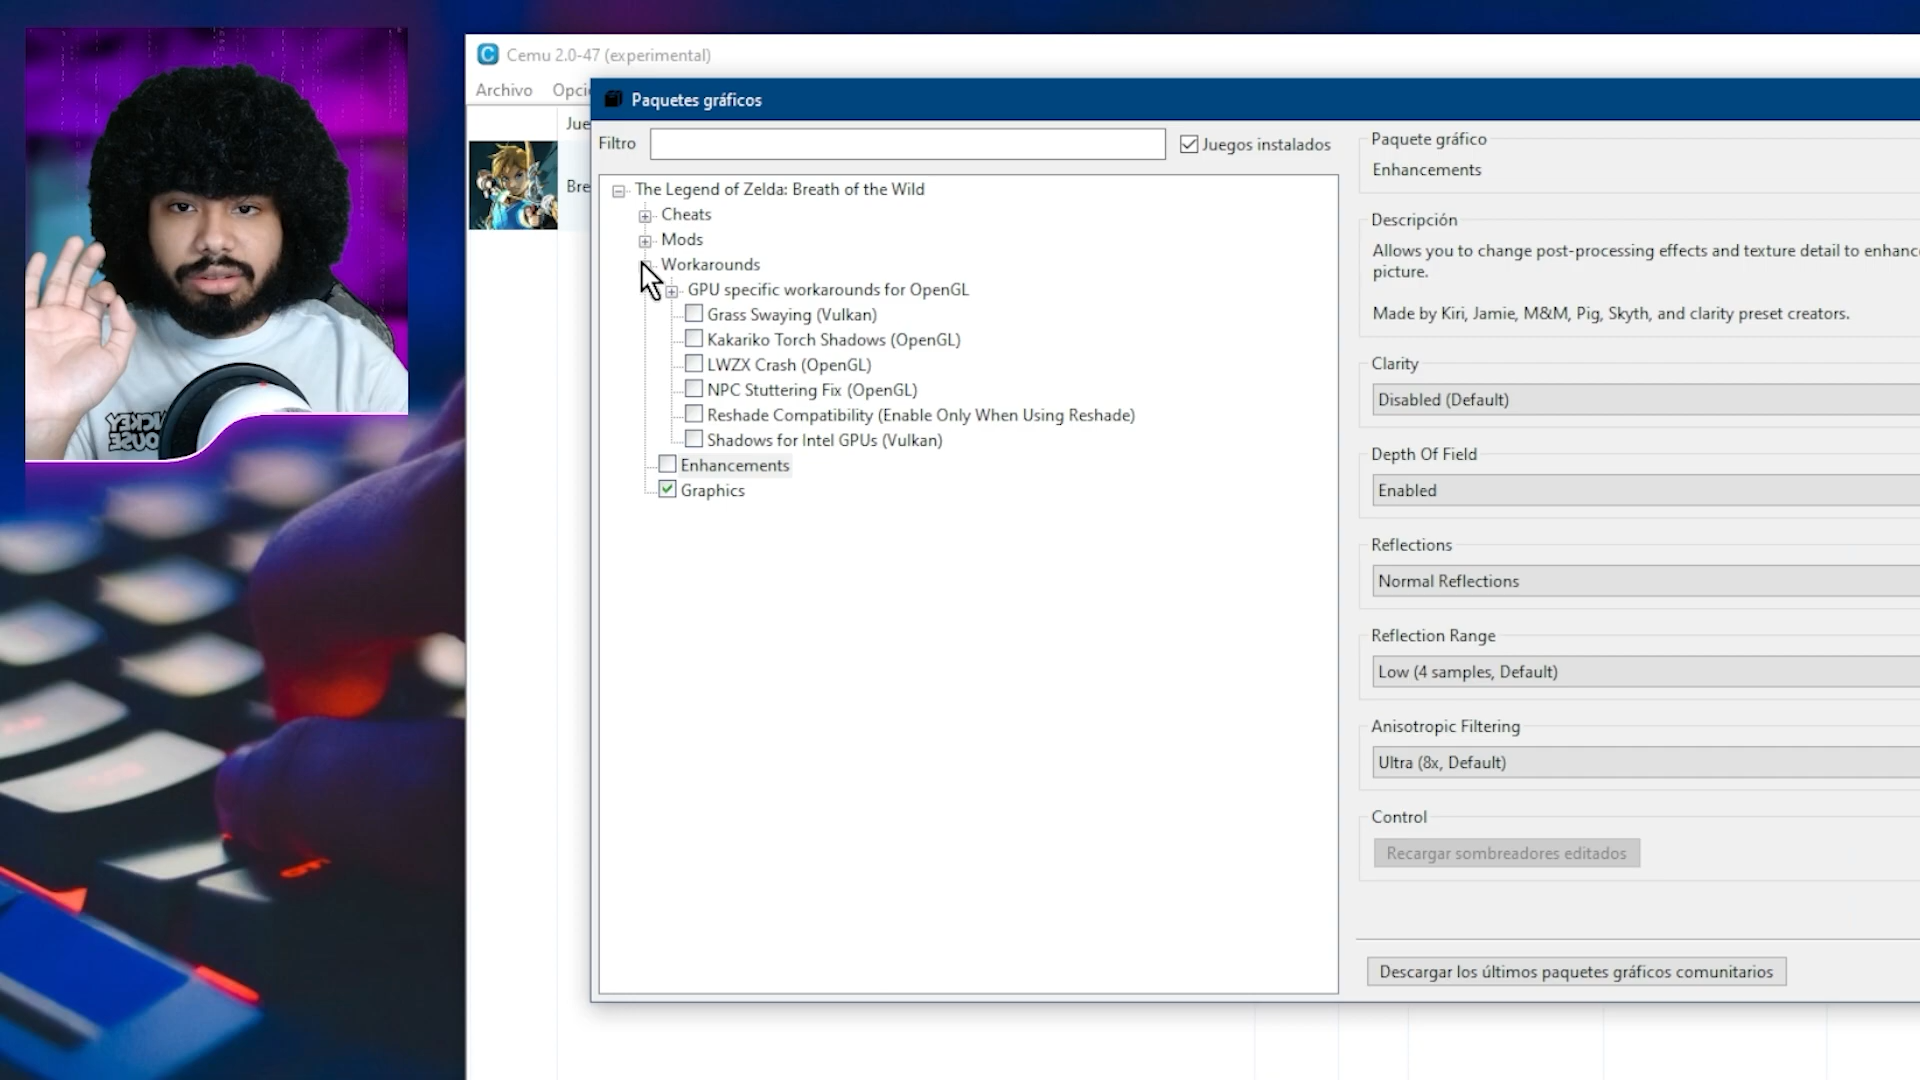 Cemu 2.0-47 (experimental)
Archivo Opci
Paquetes gráficos
Jue
Filtro
Juegos instalados
Bre
The Legend of Zelda: Breath of the Wild
Cheats
Mods
Workarounds
GPU specific workarounds for OpenGL
Grass Swaying (Vulkan)
Kakariko Torch Shadows (OpenGL)
LWZX Crash (OpenGL)
NPC Stuttering Fix (OpenGL)
Reshade Compatibility (Enable Only When Using Reshade)
Shadows for Intel GPUs (Vulkan)
Enhancements
Graphics
Paquete gráfico
Enhancements
Descripción
Allows you to change post-processing effects and texture detail to enhance
picture.
Made by Kiri, Jamie, M&M, Pig, Skyth, and clarity preset creators.
Clarity
Disabled (Default)
Depth Of Field
Enabled
Reflections
Normal Reflections
Reflection Range
Low (4 samples, Default)
Anisotropic Filtering
Ultra (8x, Default)
Control
Recargar sombreadores editados
Descargar los últimos paquetes gráficos comunitarios
MICKEY
MOUSE